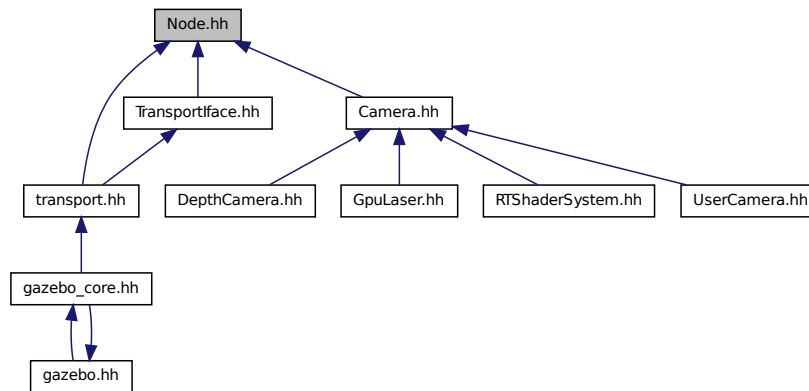 Node.hh
TransportIface.hh
Camera.hh
transport.hh
DepthCamera.hh
GpuLaser.hh
RTShaderSystem.hh
UserCamera.hh
gazebo_core.hh
gazebo.hh